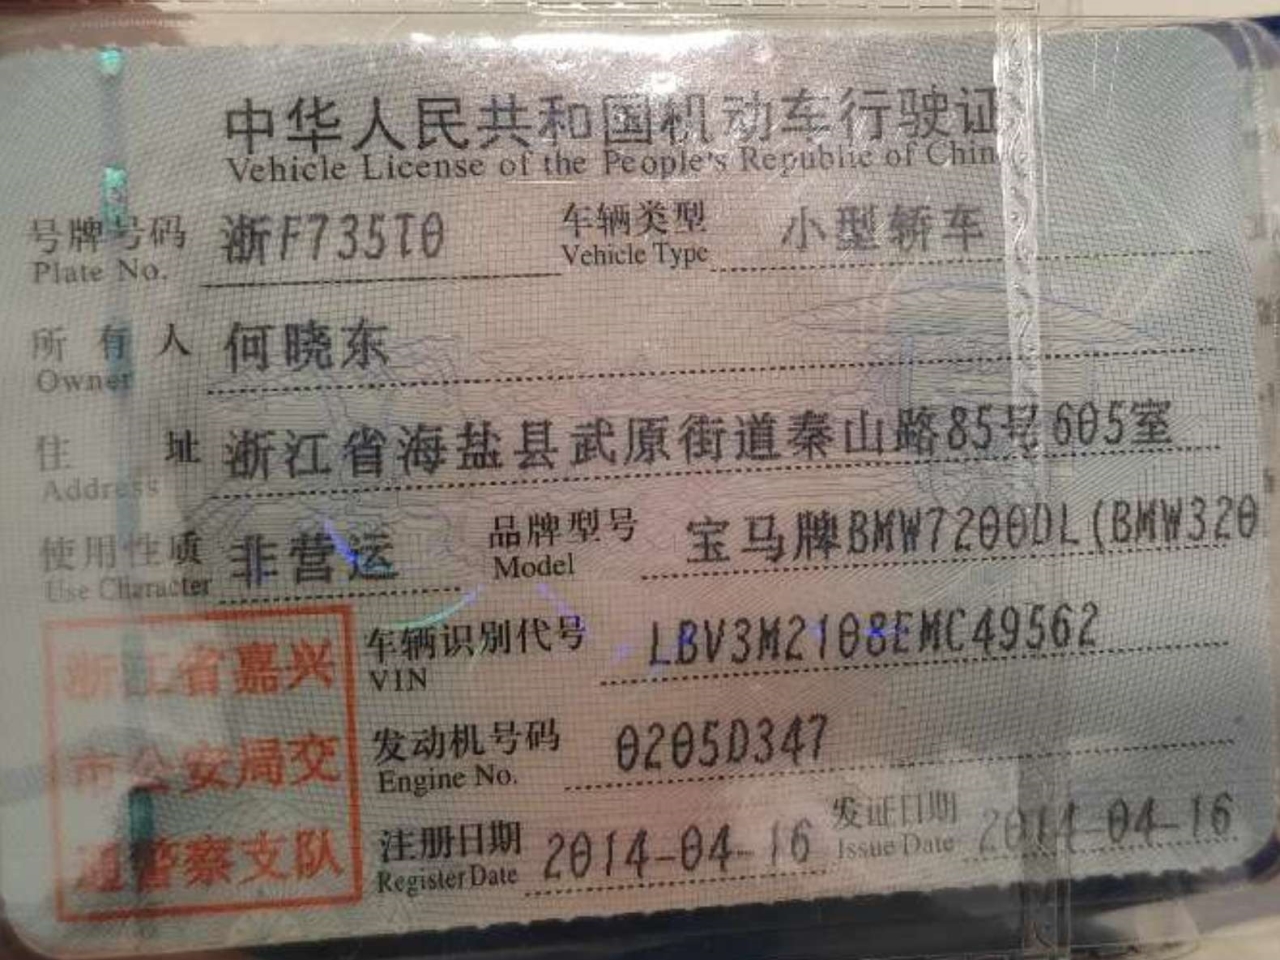 中华人民共和国机动车行驶证
Vehicle License of the People's Republic of Chin
号牌号码 浙F735T0 车辆类型 小型轿车
Plate No. Vehicle Type
所有人 何晓东
Owner
住址 浙江省海盐县武原街道秦山路85号605室
Address
使用性质 非营运 品牌型号 宝马牌BMW7200DL(BMW320
Use Character Model
浙江省嘉兴
市公安局交
通警察支队
车辆识别代号 LBV3M2108EMC49562
VIN
发动机号码 0205D347
Engine No.
注册日期 2014-04-16 发证日期 2014-04-16
Register Date Issue Date